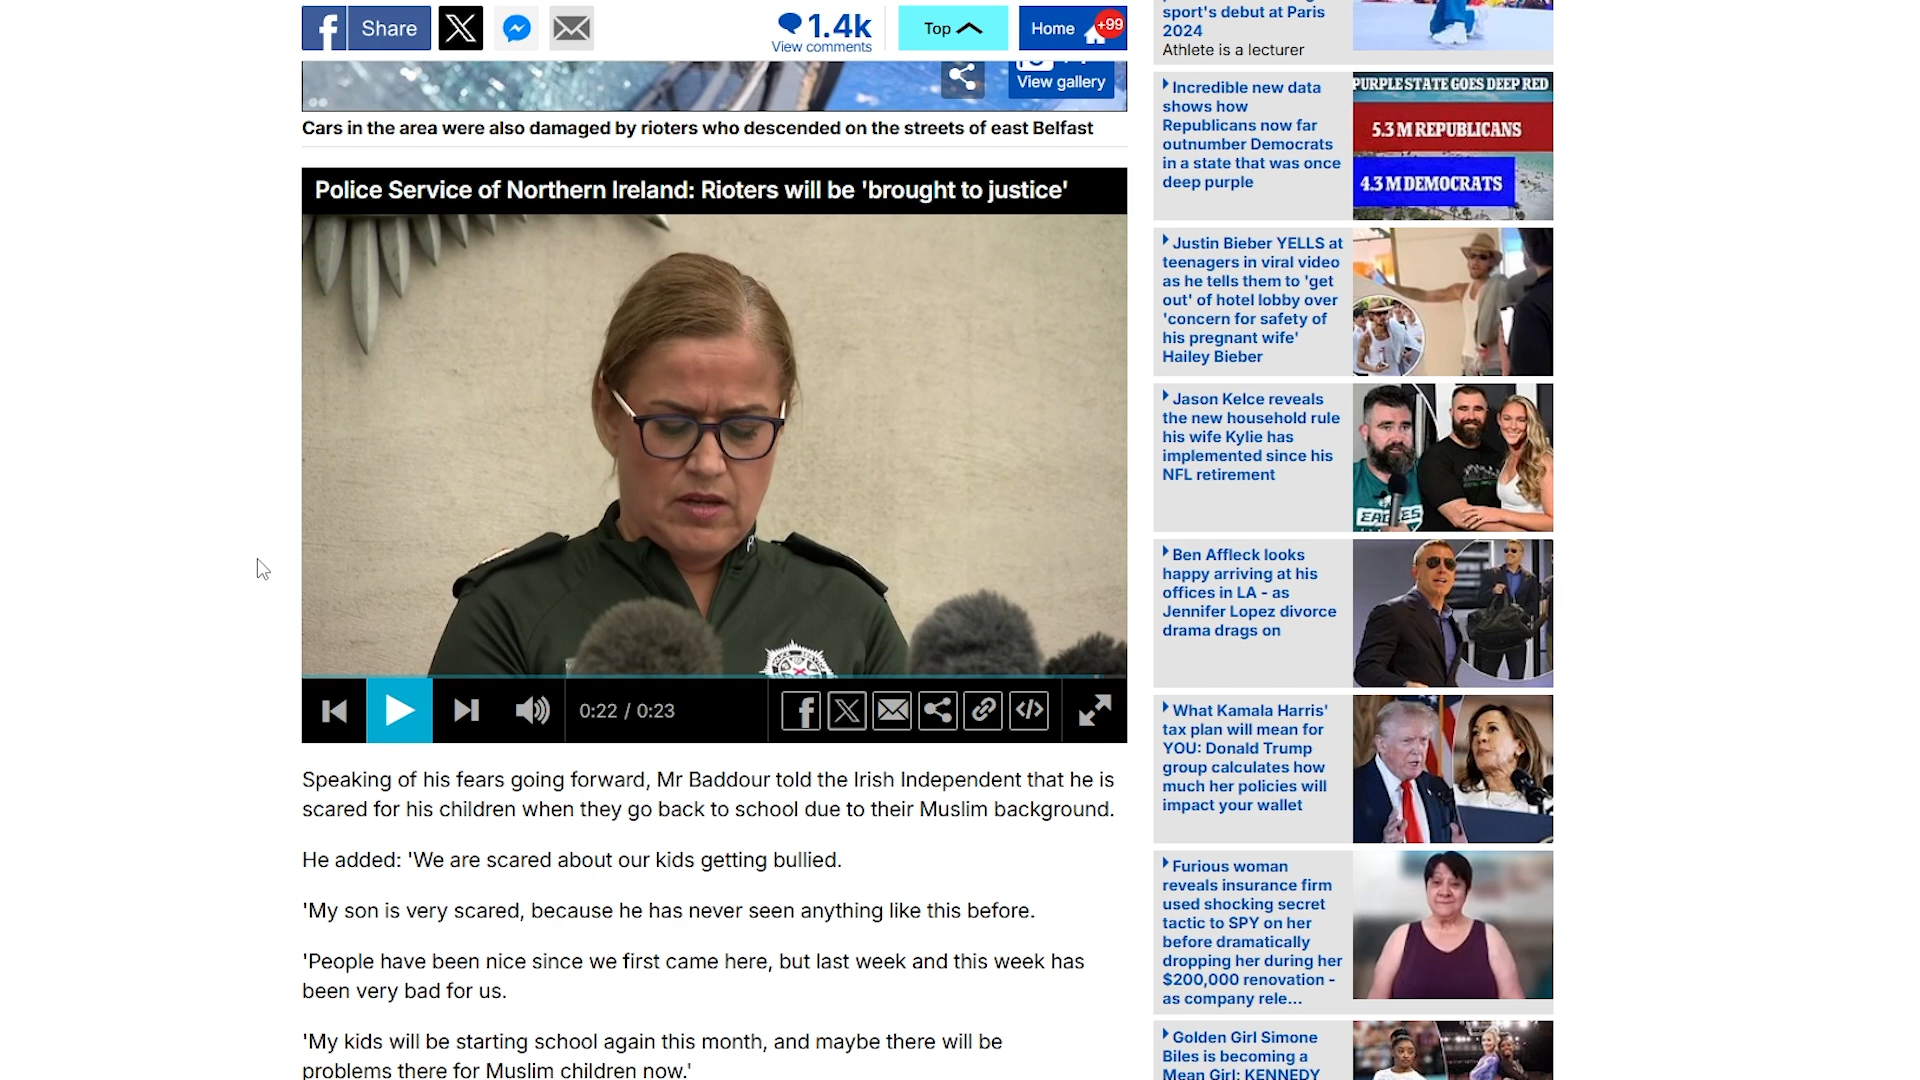 Share
1.4k
View comments
Top
Home
+99
View gallery
Cars in the area were also damaged by rioters who descended on the streets of east Belfast
Police Service of Northern Ireland: Rioters will be 'brought to justice'
0:22 / 0:23
Speaking of his fears going forward, Mr Baddour told the Irish Independent that he is
scared for his children when they go back to school due to their Muslim background.
He added: 'We are scared about our kids getting bullied.
'My son is very scared, because he has never seen anything like this before.
'People have been nice since we first came here, but last week and this week has
been very bad for us.
'My kids will be starting school again this month, and maybe there will be
problems there for Muslim children now.'
sport's debut at Paris
2024
Athlete is a lecturer
Incredible new data
shows how
Republicans now far
outnumber Democrats
in a state that was once
deep purple
PURPLE STATE GOES DEEP RED
5.3 M REPUBLICANS
4.3 M DEMOCRATS
Justin Bieber YELLS at
teenagers in viral video
as he tells them to 'get
out' of hotel lobby over
'concern for safety of
his pregnant wife'
Hailey Bieber
Jason Kelce reveals
the new household rule
his wife Kylie has
implemented since his
NFL retirement
EAGLES
Ben Affleck looks
happy arriving at his
offices in LA - as
Jennifer Lopez divorce
drama drags on
What Kamala Harris'
tax plan will mean for
YOU: Donald Trump
group calculates how
much her policies will
impact your wallet
Furious woman
reveals insurance firm
used shocking secret
tactic to SPY on her
before dramatically
dropping her during her
$200,000 renovation -
as company rele...
Golden Girl Simone
Biles is becoming a
Mean Girl: KENNEDY